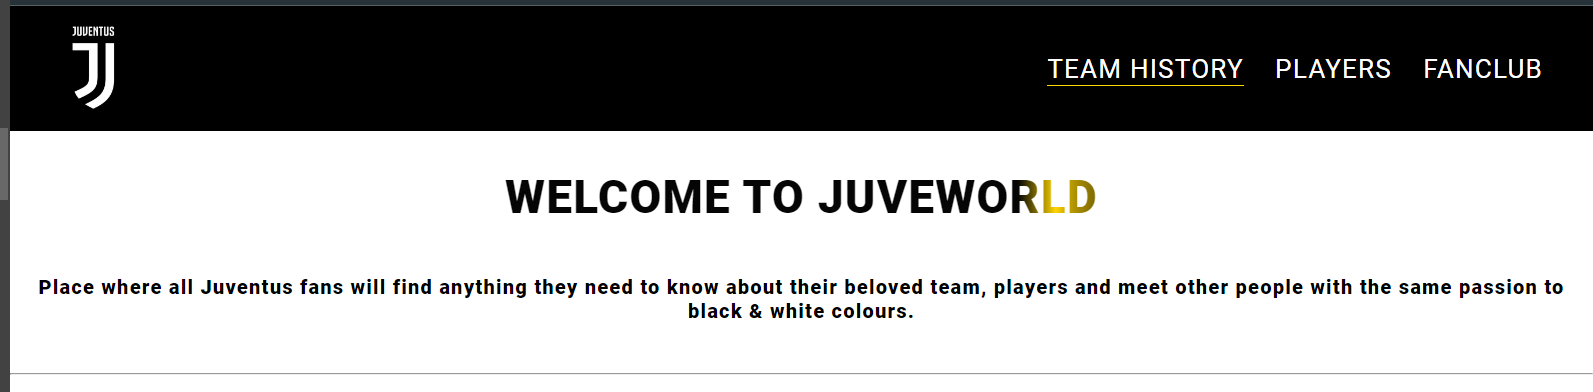 JUVENTUS
TEAM HISTORY PLAYERS FANCLUB
WELCOME TO JUVEWORLD
Place where all Juventus fans will find anything they need to know about their beloved team, players and meet other people with the same passion to
black & white colours.